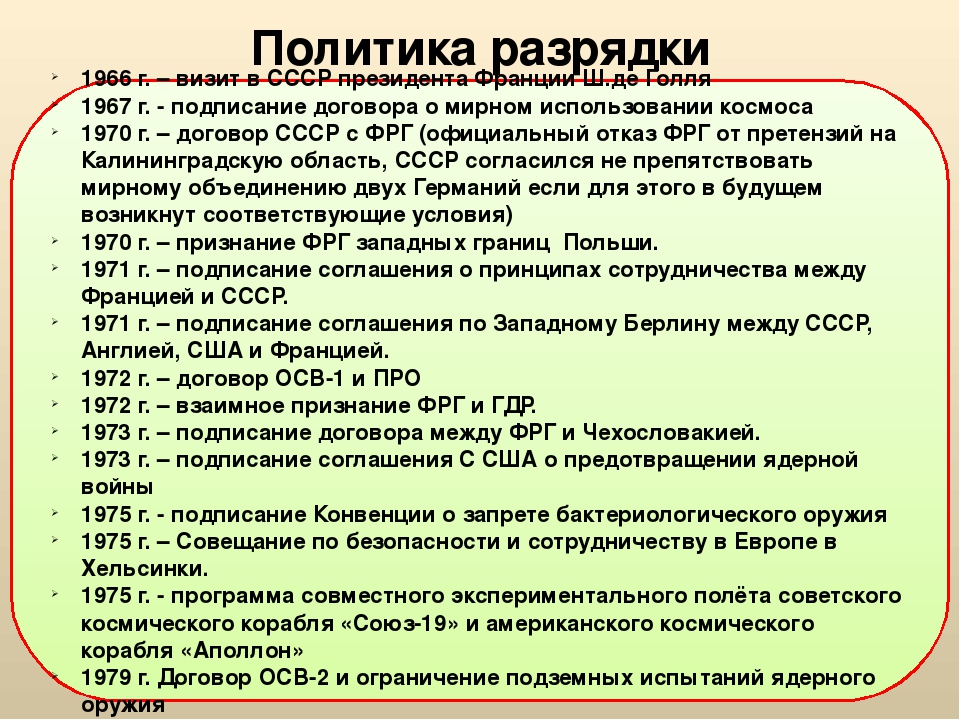 Политика разрядки
1966 г. – визит в СССР президента Франции Ш.де Голля
1967 г. - подписание договора о мирном использовании космоса
1970 г. – договор СССР с ФРГ (официальный отказ ФРГ от претензий на
Калининградскую область, СССР согласился не препятствовать
мирному объединению двух Германий если для этого в будущем
возникнут соответствующие условия)
1970 г. – признание ФРГ западных границ Польши.
1971 г. – подписание соглашения о принципах сотрудничества между
Францией и СССР.
1971 г. – подписание соглашения по Западному Берлину между СССР,
Англией, США и Францией.
1972 г. – договор ОСВ-1 и ПРО
1972 г. – взаимное признание ФРГ и ГДР.
1973 г. – подписание договора между ФРГ и Чехословакией.
1973 г. – подписание соглашения С США о предотвращении ядерной
войны
1975 г. - подписание Конвенции о запрете бактериологического оружия
1975 г. – Совещание по безопасности и сотрудничеству в Европе в
Хельсинки.
1975 г. - программа совместного экспериментального полёта советского
космического корабля «Союз-19» и американского космического
корабля «Аполлон»
1979 г. Договор ОСВ-2 и ограничение подземных испытаний ядерного
оружия